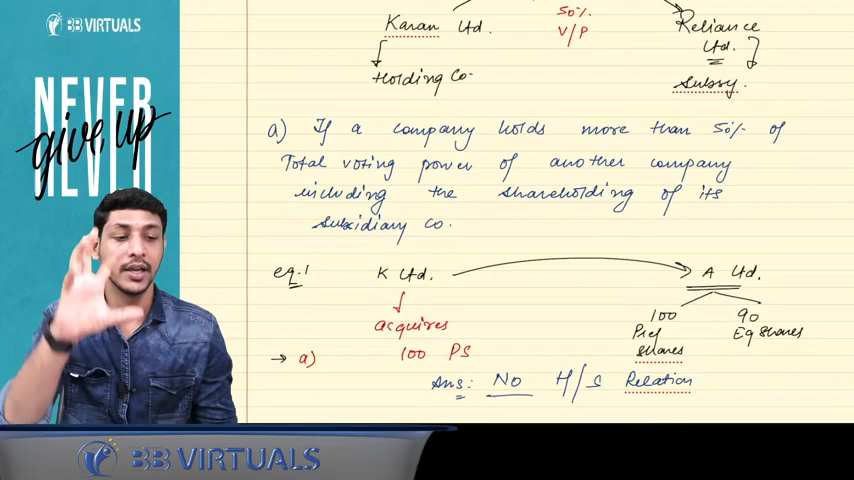 BB VIRTUALS
NEVER
give up
NEVER
50%
V/P
Karan Ltd.
Reliance
Ltd.
Holding Co.
Subsy.
a) If a company holds more than 50% of
Total voting power of another company
including the shareholding of its
subsidiary Co.
eg.1 K Ltd. A Ltd.
acquires
100 90
Pref Eq Shares
shares
→ a) 100 PS
Ans: No H/S Relation
BB VIRTUALS